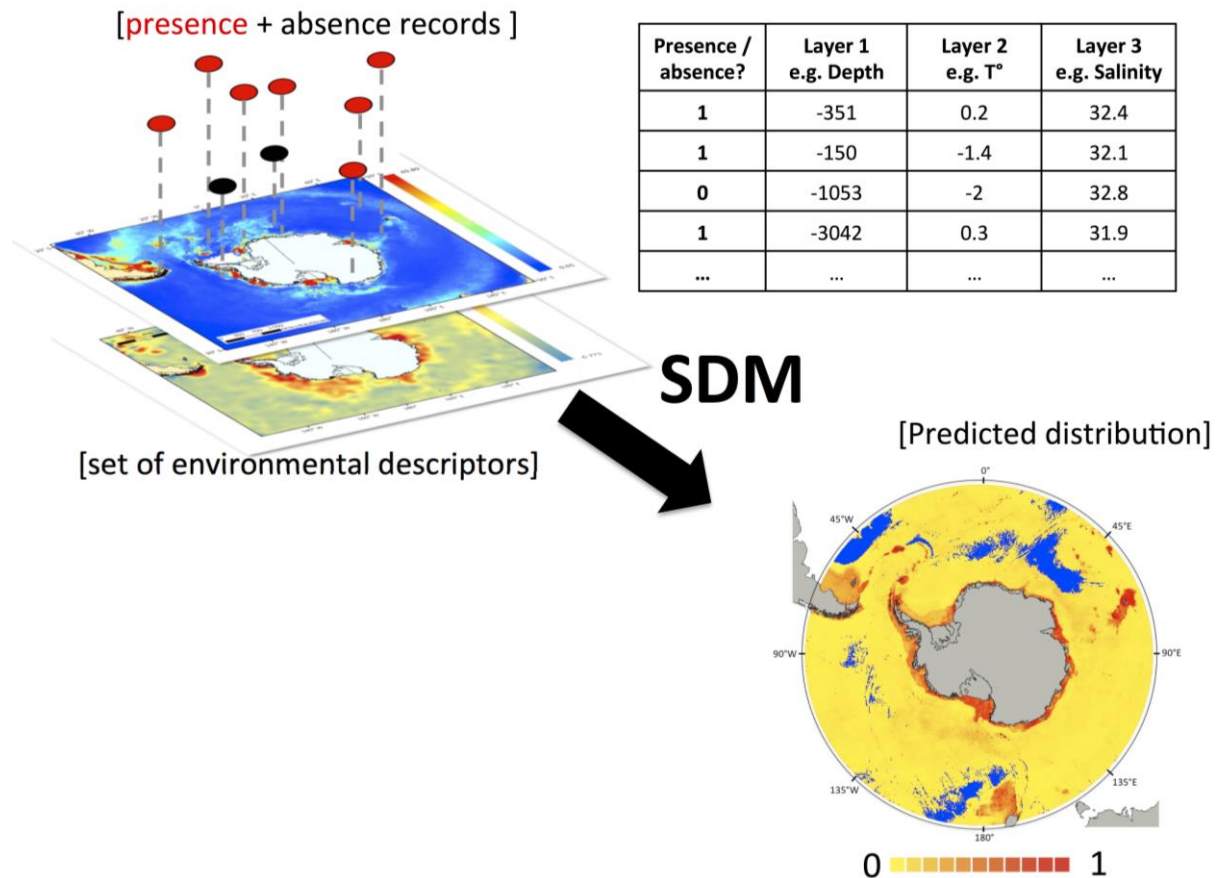 [presence + absence records ]
Presence / absence? Layer 1 e.g. Depth Layer 2 e.g. T° Layer 3 e.g. Salinity
1 -351 0.2 32.4
1 -150 -1.4 32.1
0 -1053 -2 32.8
1 -3042 0.3 31.9
... ... ... ...
SDM
[set of environmental descriptors]
[Predicted distribution]
0°
45°W 45°E
90°W 90°E
135°W 135°E
180°
0 1